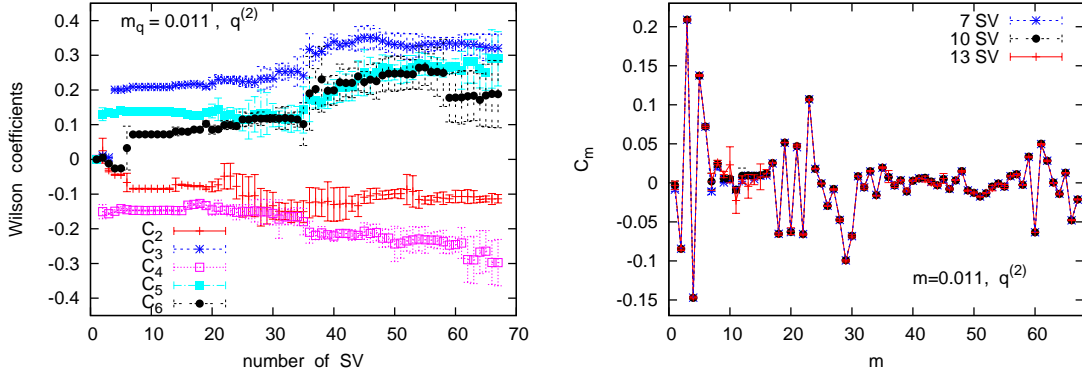 m_q = 0.011 , q^(2)
Wilson coefficients
0.4
0.3
0.2
0.1
0
-0.1
-0.2
-0.3
-0.4
C_2
C_3
C_4
C_5
C_6
0 10 20 30 40 50 60 70
number of SV
7 SV
10 SV
13 SV
C_m
0.2
0.15
0.1
0.05
0
-0.05
-0.1
-0.15
m=0.011, q^(2)
0 10 20 30 40 50 60
m